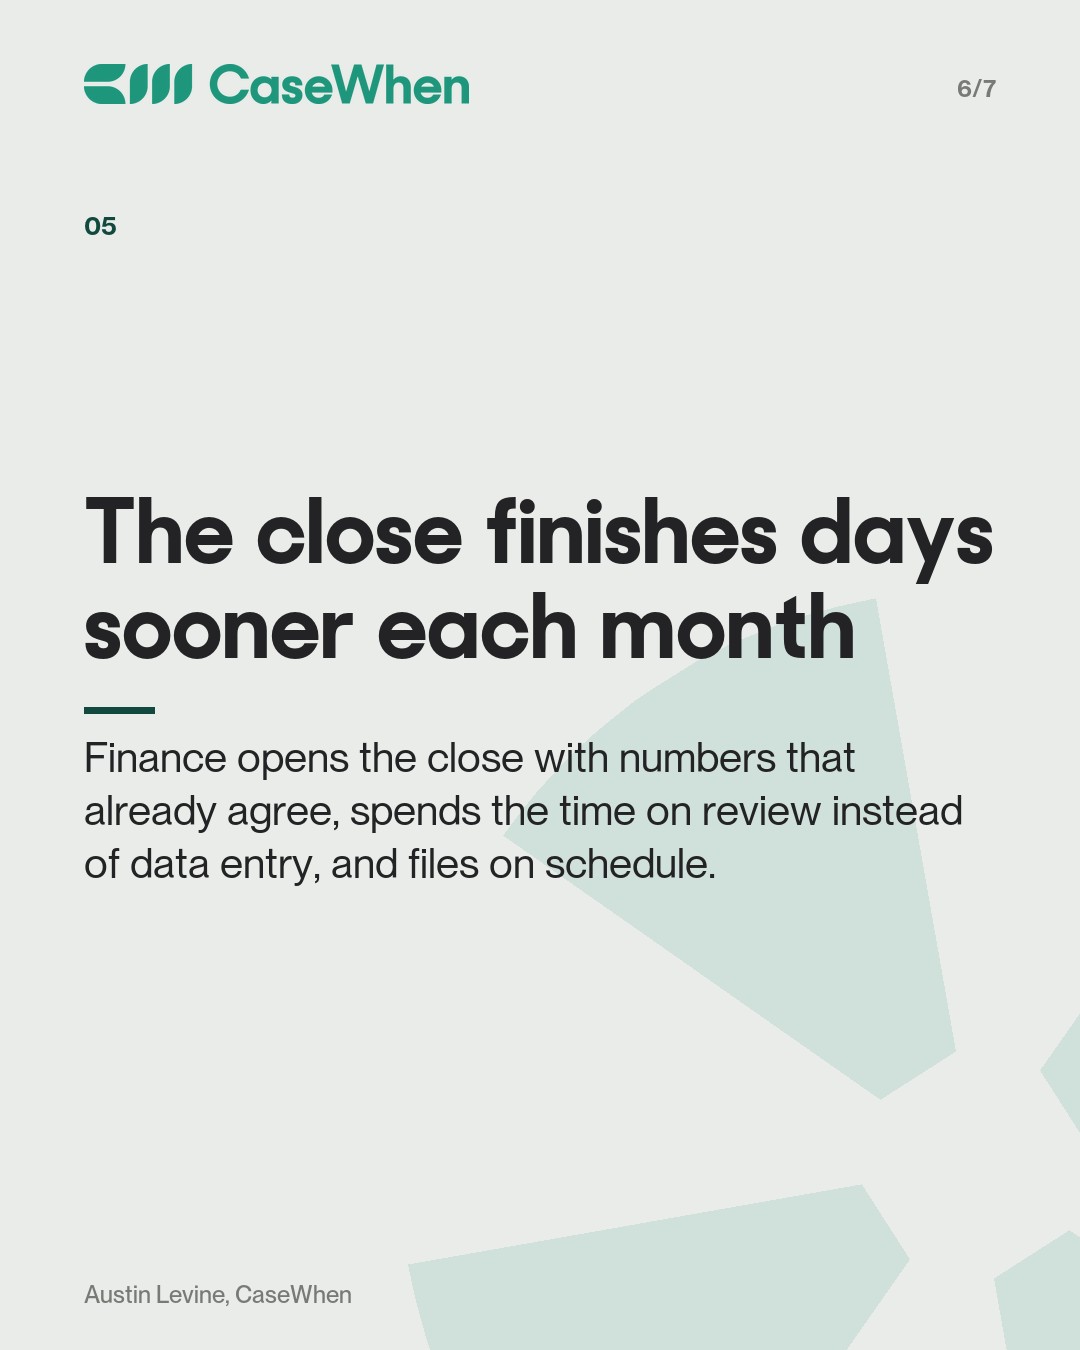 CaseWhen
6/7
05
The close finishes days
sooner each month
Finance opens the close with numbers that
already agree, spends the time on review instead
of data entry, and files on schedule.
Austin Levine, CaseWhen